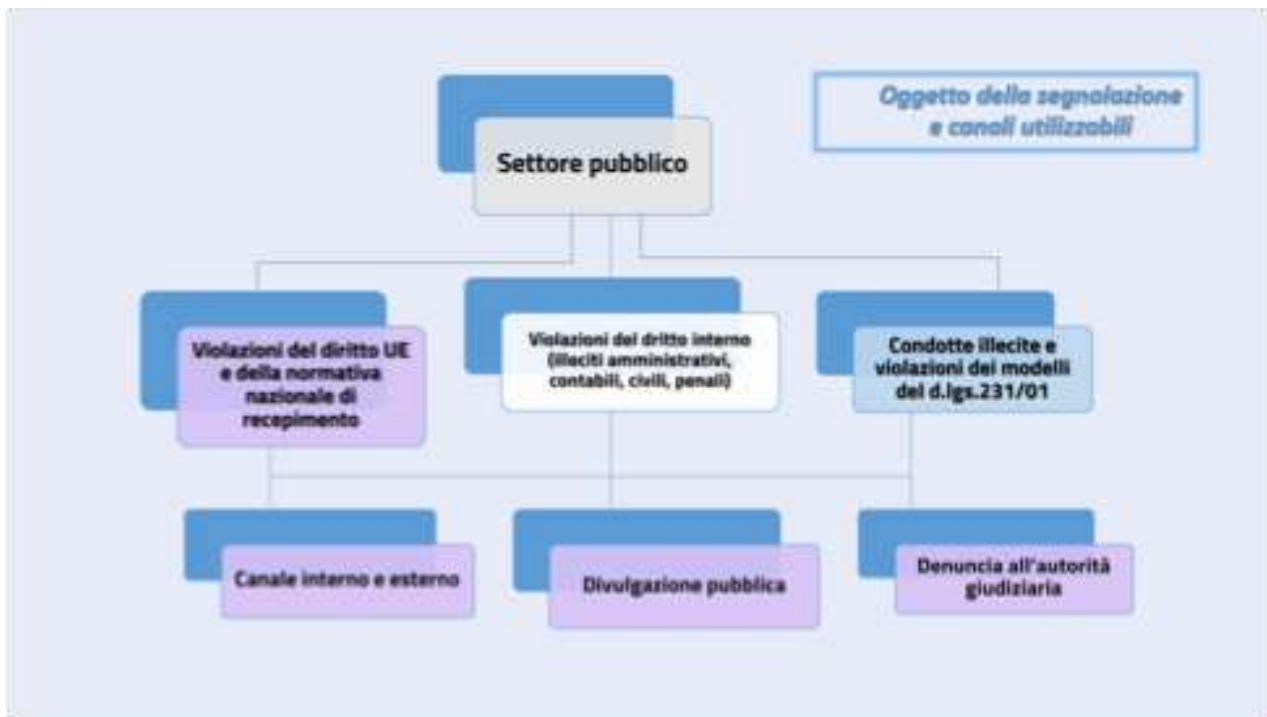 Oggetto della segnalazione
e canali utilizzabili
Settore pubblico
Violazioni del diritto UE
e della normativa
nazionale di
recepimento
Violazioni del dritto interno
(illeciti amministrativi,
contabili, civili, penali)
Condotte illecite e
violazioni dei modelli
del d.lgs.231/01
Canale interno e esterno
Divulgazione pubblica
Denuncia all'autorità
giudiziaria